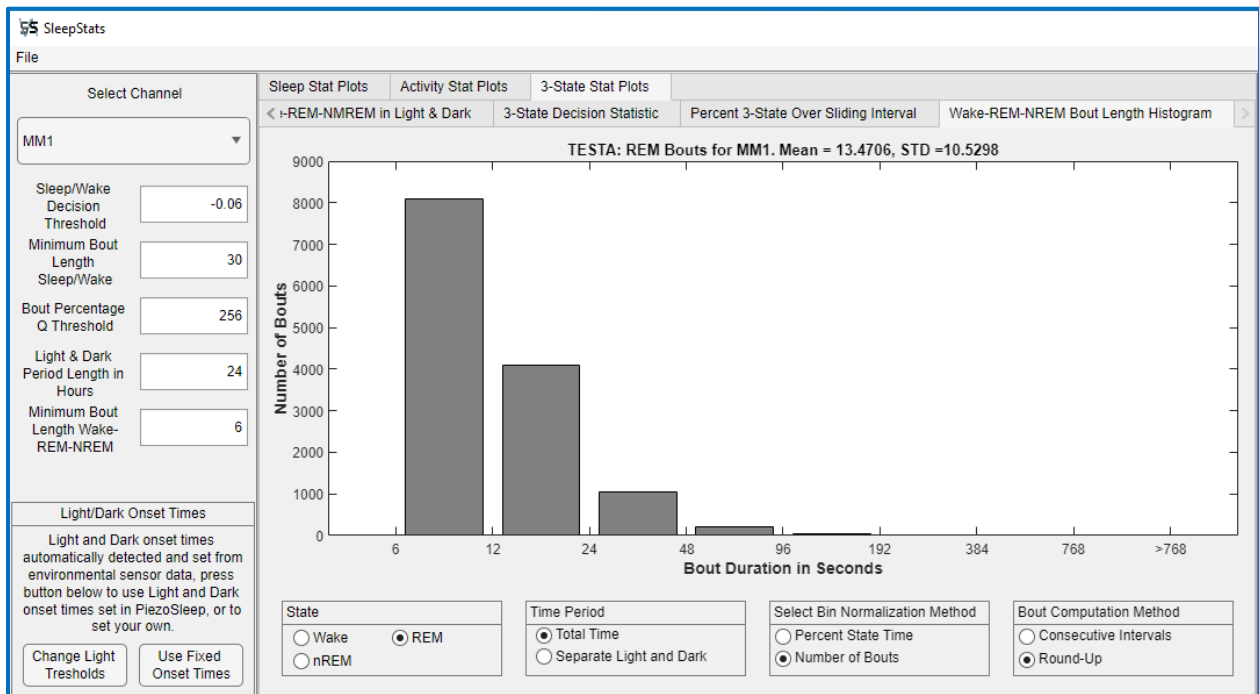 SleepStats
File
Select Channel
MM1
Sleep/Wake
Decision
Threshold
-0.06
Minimum Bout
Length
Sleep/Wake
30
Bout Percentage
Q Threshold
256
Light & Dark
Period Length in
Hours
24
Minimum Bout
Length Wake-
REM-NREM
6
Light/Dark Onset Times
Light and Dark onset times
automatically detected and set from
environmental sensor data, press
button below to use Light and Dark
onset times set in PiezoSleep, or to
set your own.
Change Light
Tresholds
Use Fixed
Onset Times
Sleep Stat Plots
Activity Stat Plots
3-State Stat Plots
-REM-NMREM in Light & Dark
3-State Decision Statistic
Percent 3-State Over Sliding Interval
Wake-REM-NREM Bout Length Histogram
TESTA: REM Bouts for MM1. Mean = 13.4706, STD =10.5298
Number of Bouts
9000
8000
7000
6000
5000
4000
3000
2000
1000
0
6 12 24 48 96 192 384 768 >768
Bout Duration in Seconds
State
Wake REM
nREM
Time Period
Total Time
Separate Light and Dark
Select Bin Normalization Method
Percent State Time
Number of Bouts
Bout Computation Method
Consecutive Intervals
Round-Up